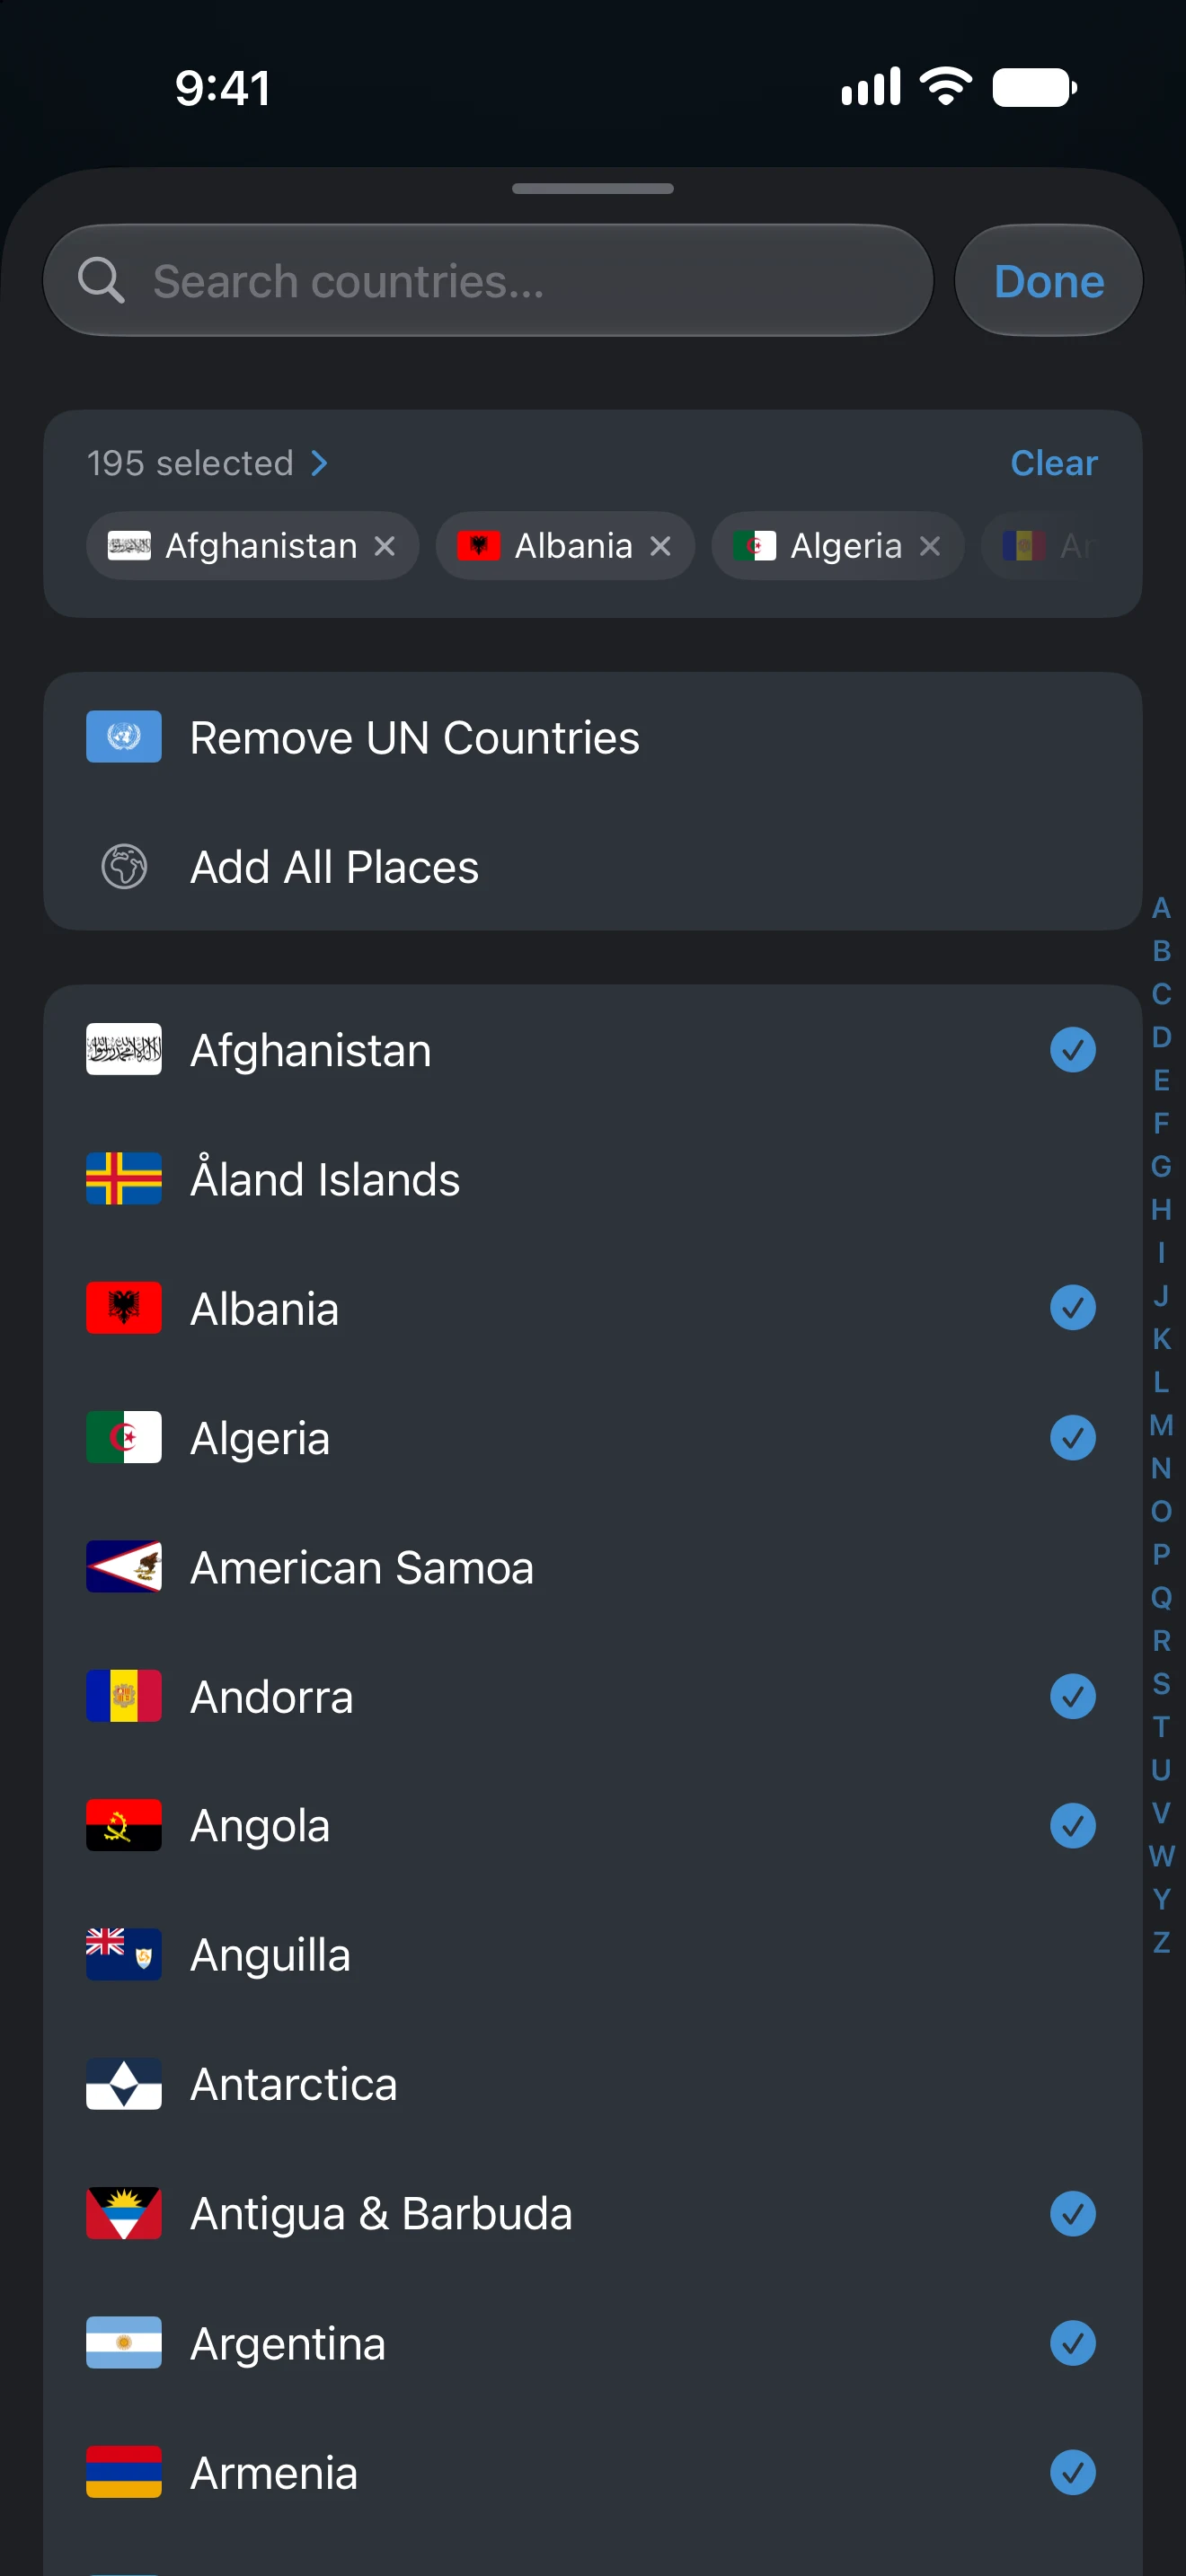 9:41
Search countries...
Done
195 selected
Clear
Afghanistan
Albania
Algeria
An
Remove UN Countries
Add All Places
Afghanistan
Åland Islands
Albania
Algeria
American Samoa
Andorra
Angola
Anguilla
Antarctica
Antigua & Barbuda
Argentina
Armenia
A
B
C
D
E
F
G
H
I
J
K
L
M
N
O
P
Q
R
S
T
U
V
W
Y
Z